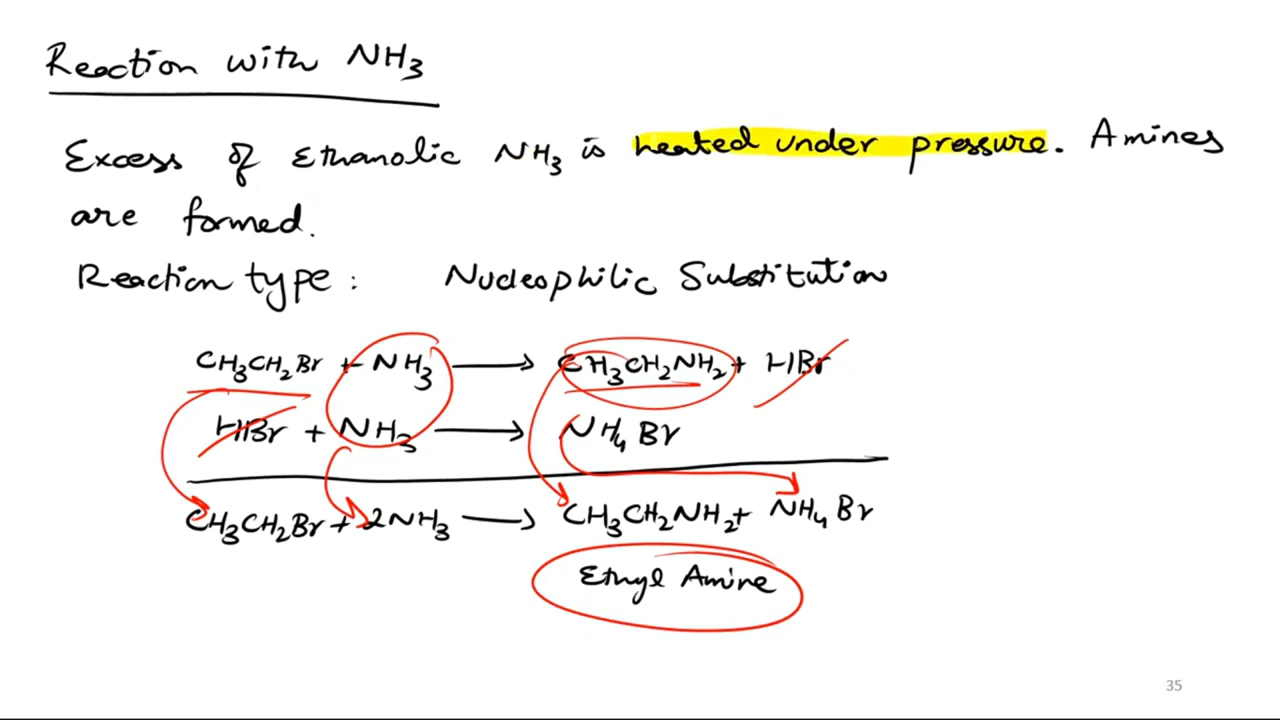 Reaction with NH3
Excess of Ethanolic NH3 is heated under pressure. Amines
are formed.
Reaction type : Nucleophilic Substitution
CH3CH2Br + NH3 → CH3CH2NH2 + HBr
HBr + NH3 → NH4Br
CH3CH2Br + 2NH3 → CH3CH2NH2 + NH4Br
Ethyl Amine
35